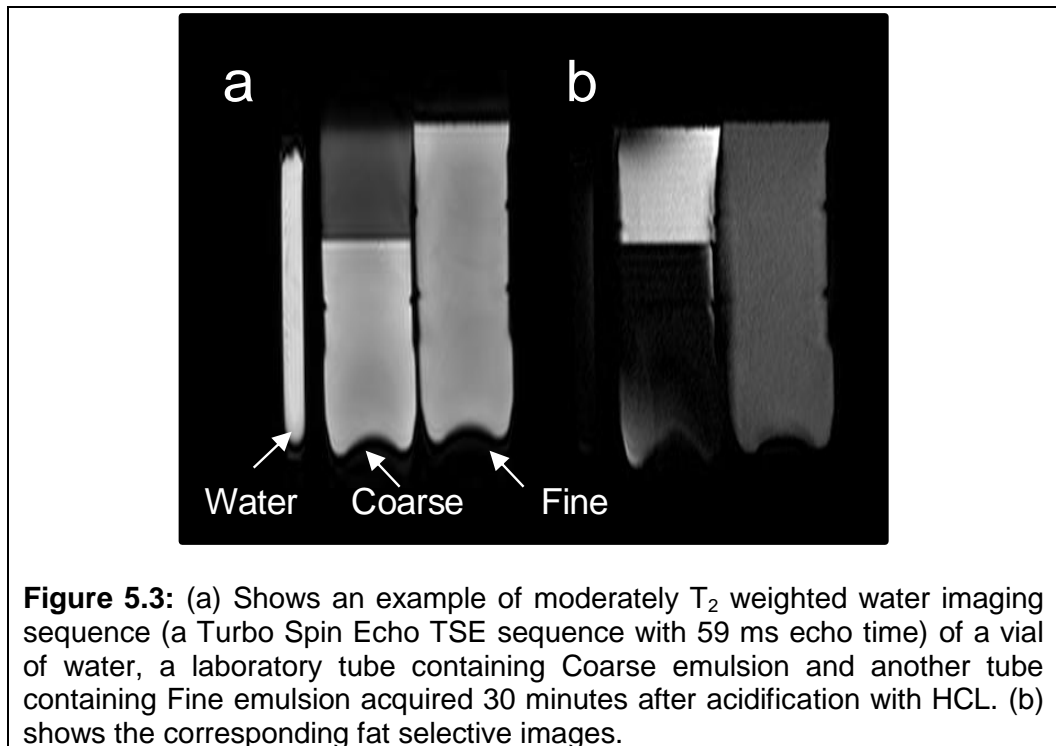 a
b
Water
Coarse
Fine
Figure 5.3: (a) Shows an example of moderately T2 weighted water imaging
sequence (a Turbo Spin Echo TSE sequence with 59 ms echo time) of a vial
of water, a laboratory tube containing Coarse emulsion and another tube
containing Fine emulsion acquired 30 minutes after acidification with HCL. (b)
shows the corresponding fat selective images.